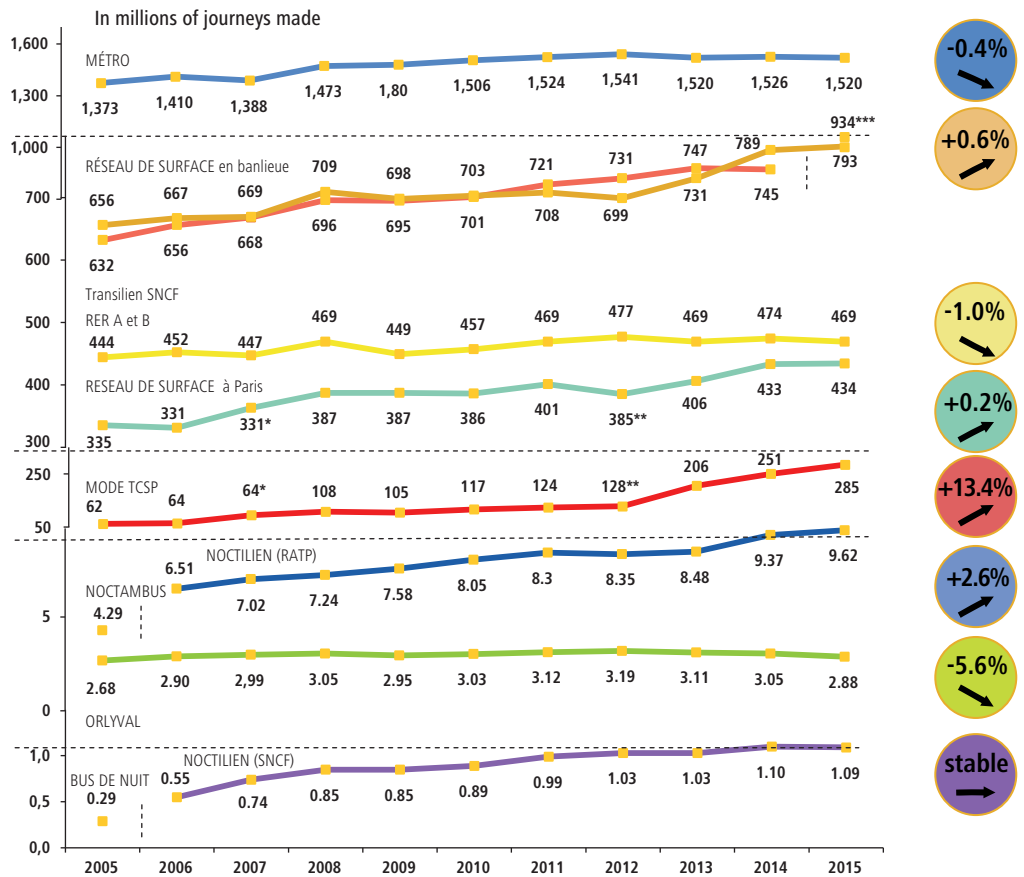 In millions of journeys made
1,600
MÉTRO
1,300
1,373 1,410 1,388 1,473 1,80 1,506 1,524 1,541 1,520 1,526 1,520
-0.4%
934***
1,000
RÉSEAU DE SURFACE en banlieue
656 667 669 709 698 703 721 731 747 789 793
700
632 656 668 696 695 701 708 699 731 745
600
+0.6%
Transilien SNCF
RER A et B
500
444 452 447 469 449 457 469 477 469 474 469
-1.0%
400
RESEAU DE SURFACE à Paris
335 331 331* 387 387 386 401 385** 406 433 434
300
+0.2%
250
MODE TCSP
62 64 64* 108 105 117 124 128** 206 251 285
50
+13.4%
NOCTILIEN (RATP)
NOCTAMBUS
4.29 6.51 7.02 7.24 7.58 8.05 8.3 8.35 8.48 9.37 9.62
+2.6%
5
2.68 2.90 2,99 3.05 2.95 3.03 3.12 3.19 3.11 3.05 2.88
-5.6%
0
ORLYVAL
NOCTILIEN (SNCF)
1,0
BUS DE NUIT
0.29 0.55 0.74 0.85 0.85 0.89 0.99 1.03 1.03 1.10 1.09
stable
0,5
0,0
2005 2006 2007 2008 2009 2010 2011 2012 2013 2014 2015